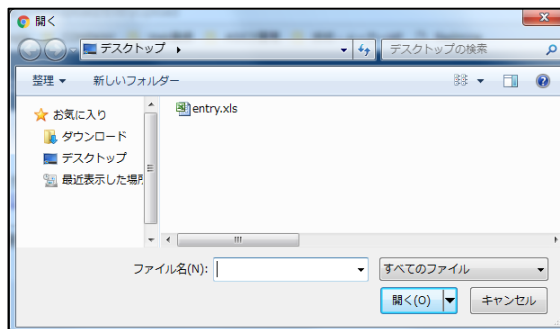 開く
デスクトップ
デスクトップの検索
整理 新しいフォルダー
お気に入り
ダウンロード
デスクトップ
最近表示した場所
entry.xls
ファイル名(N):
すべてのファイル
開く(O)
キャンセル